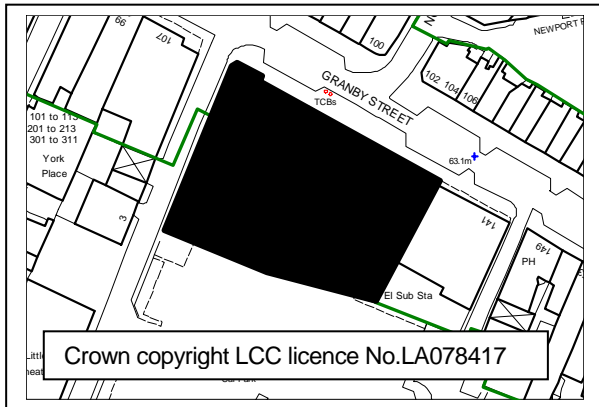 99
107
100
NEWPORT
GRANBY STREET
TCBs
102 104 106
63.1m
101 to 113
201 to 213
301 to 311
York
Place
3
141
149
PH
El Sub Sta
Crown copyright LCC licence No.LA078417